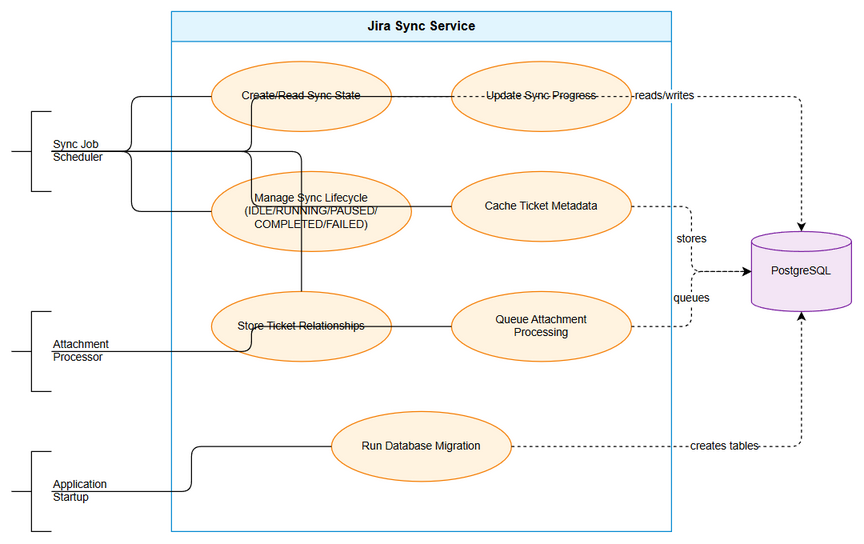 Jira Sync Service
Create/Read Sync State
Update Sync Progress
reads/writes
Sync Job
Scheduler
Manage Sync Lifecycle
(IDLE/RUNNING/PAUSED/
COMPLETED/FAILED)
Cache Ticket Metadata
stores
PostgreSQL
queues
Store Ticket Relationships
Queue Attachment
Processing
Attachment
Processor
Run Database Migration
creates tables
Application
Startup